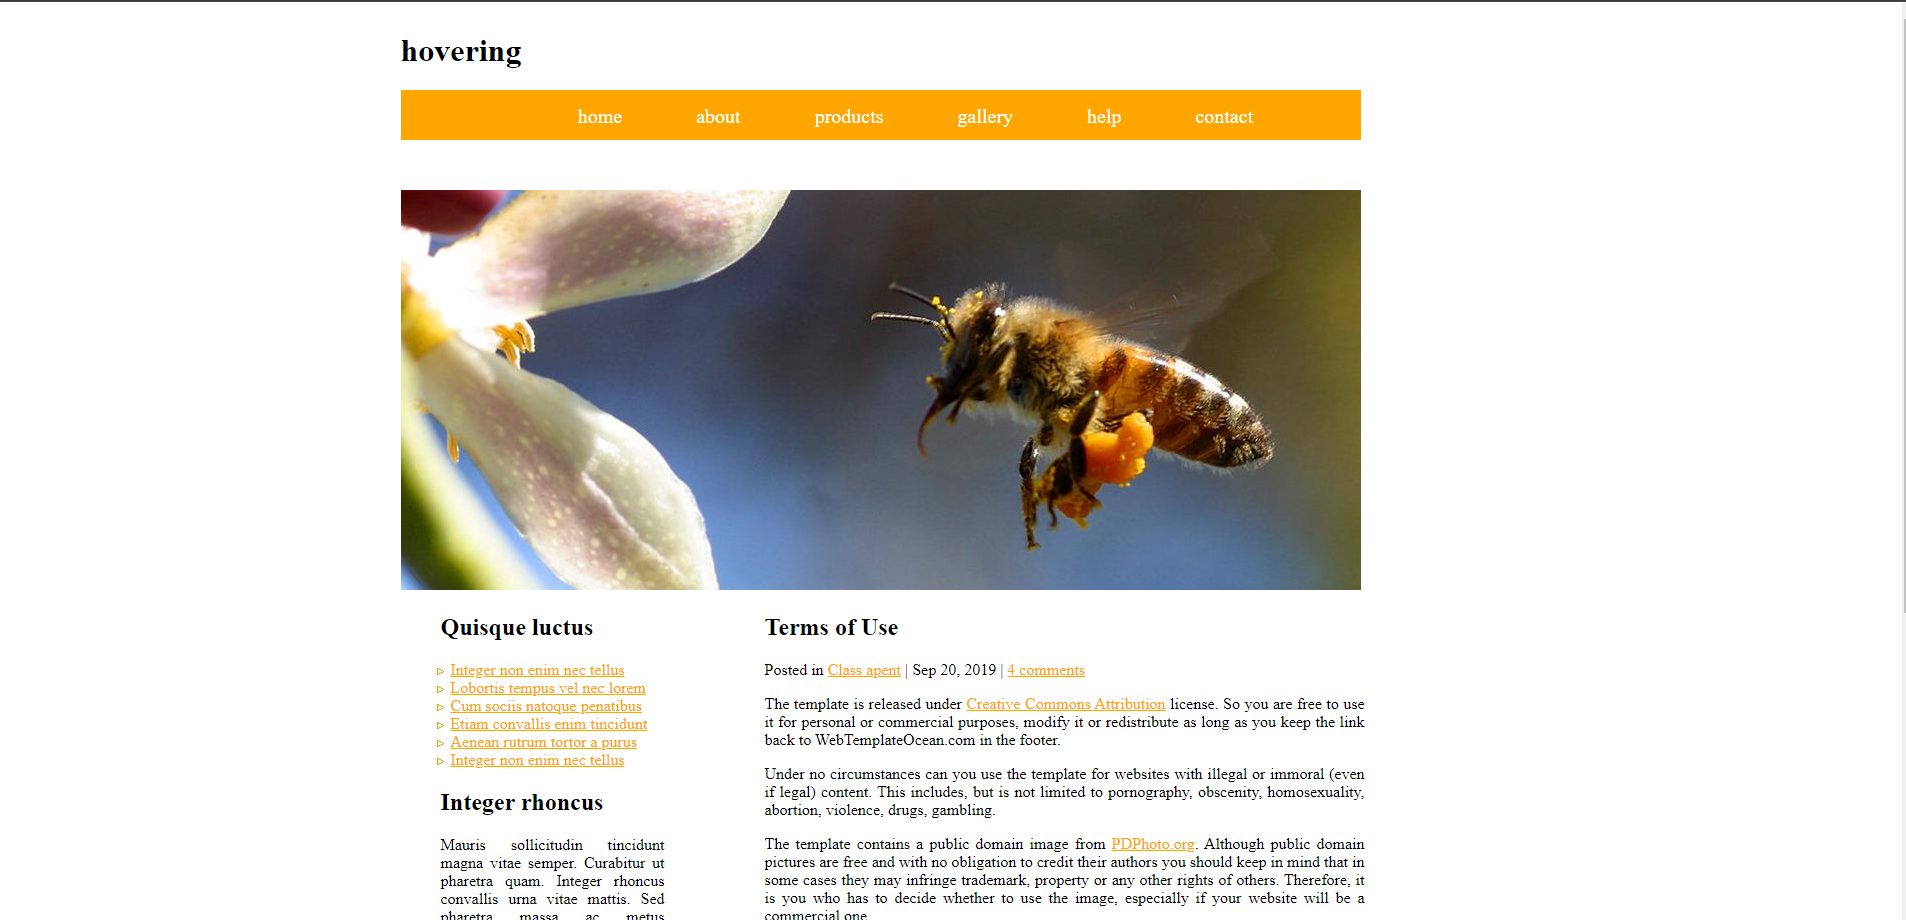 hovering
home about products gallery help contact
Quisque luctus
Integer non enim nec tellus
Lobortis tempus vel nec lorem
Cum sociis natoque penatibus
Etiam convallis enim tincidunt
Aenean rutrum tortor a purus
Integer non enim nec tellus
Integer rhoncus
Mauris sollicitudin tincidunt
magna vitae semper. Curabitur ut
pharetra quam. Integer rhoncus
convallis urna vitae mattis. Sed
pharetra massa ac metus
Terms of Use
Posted in Class apent | Sep 20, 2019 | 4 comments
The template is released under Creative Commons Attribution license. So you are free to use
it for personal or commercial purposes, modify it or redistribute as long as you keep the link
back to WebTemplateOcean.com in the footer.
Under no circumstances can you use the template for websites with illegal or immoral (even
if legal) content. This includes, but is not limited to pornography, obscenity, homosexuality,
abortion, violence, drugs, gambling.
The template contains a public domain image from PDPhoto.org. Although public domain
pictures are free and with no obligation to credit their authors you should keep in mind that in
some cases they may infringe trademark, property or any other rights of others. Therefore, it
is you who has to decide whether to use the image, especially if your website will be a
commercial one